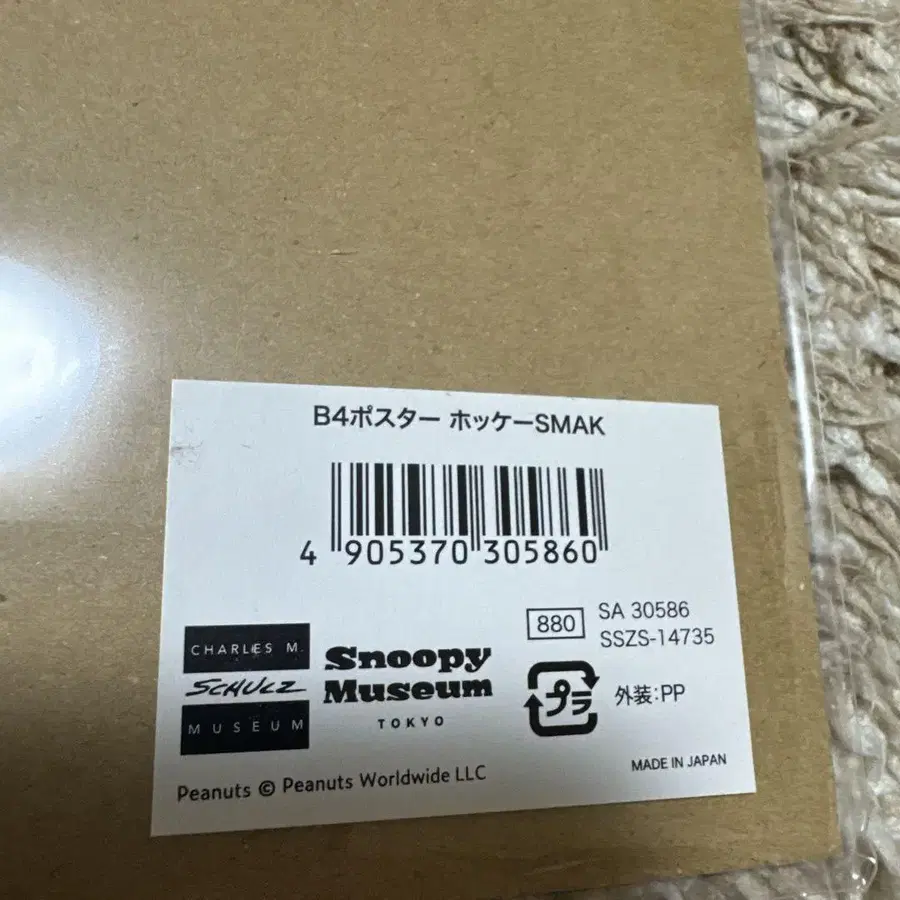 B4ポスター ホッケーSMAK
4 905370 305860
880
SA 30586
SSZS-14735
CHARLES M.
SCHULZ
MUSEUM
Snoopy
Museum
TOKYO
プラ
外装:PP
MADE IN JAPAN
Peanuts © Peanuts Worldwide LLC